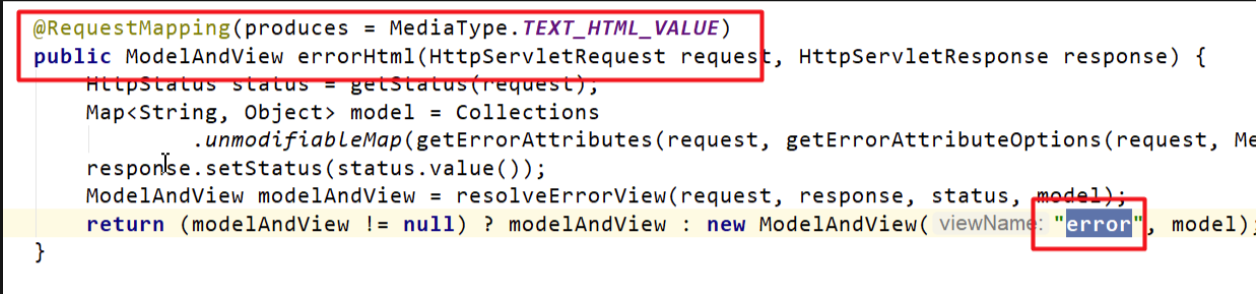 @RequestMapping(produces = MediaType.TEXT_HTML_VALUE)
public ModelAndView errorHtml(HttpServletRequest request, HttpServletResponse response) {
HttpStatus status = getStatus(request);
Map<String, Object> model = Collections
.unmodifiableMap(getErrorAttributes(request, getErrorAttributeOptions(request, Me
response.setStatus(status.value());
ModelAndView modelAndView = resolveErrorView(request, response, status, model);
return (modelAndView != null) ? modelAndView : new ModelAndView( viewName: "error", model);
}